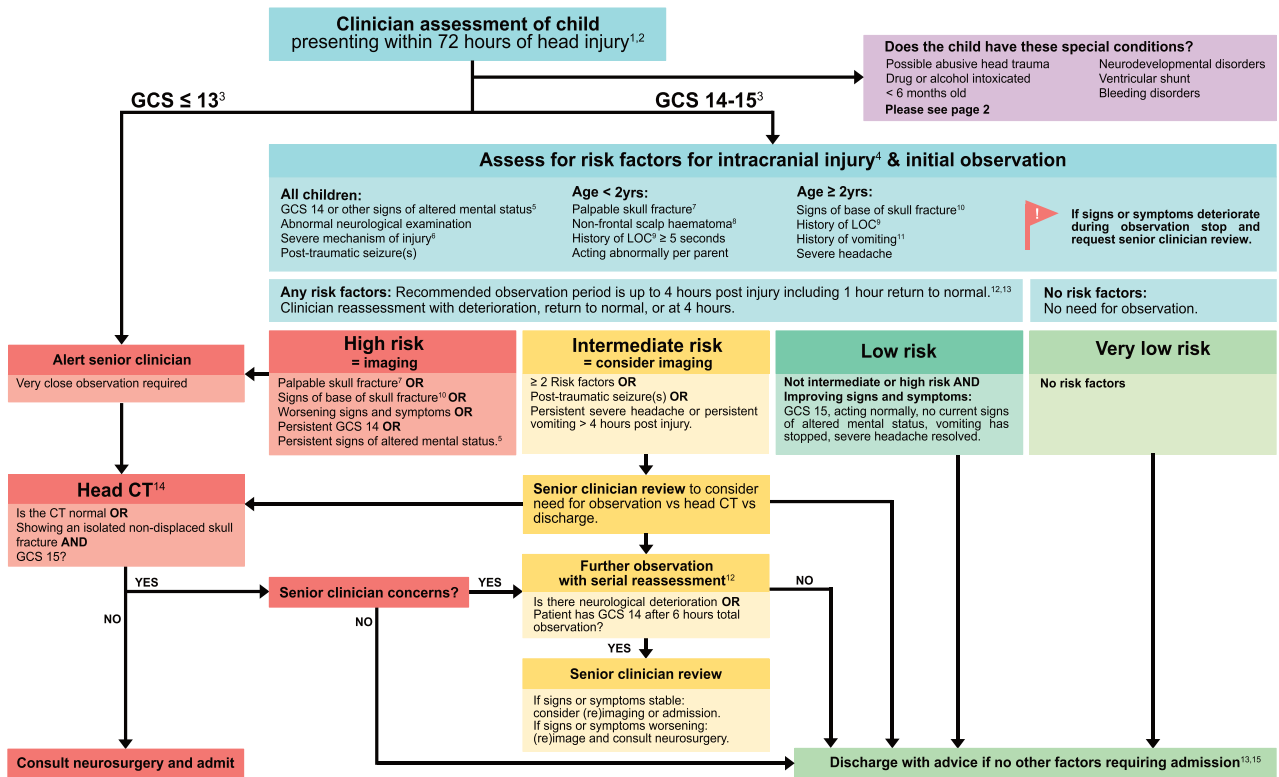 Clinician assessment of child
presenting within 72 hours of head injury1,2
Does the child have these special conditions?
Possible abusive head trauma
Drug or alcohol intoxicated
< 6 months old
Neurodevelopmental disorders
Ventricular shunt
Bleeding disorders
Please see page 2
GCS ≤ 13³
GCS 14-15³
Assess for risk factors for intracranial injury⁴ & initial observation
All children:
GCS 14 or other signs of altered mental status⁵
Abnormal neurological examination
Severe mechanism of injury⁶
Post-traumatic seizure(s)
Age < 2yrs:
Palpable skull fracture⁷
Non-frontal scalp haematoma⁸
History of LOC⁹ ≥ 5 seconds
Acting abnormally per parent
Age ≥ 2yrs:
Signs of base of skull fracture¹⁰
History of LOC⁹
History of vomiting¹¹
Severe headache
!
If signs or symptoms deteriorate
during observation stop and
request senior clinician review.
Any risk factors: Recommended observation period is up to 4 hours post injury including 1 hour return to normal.12,13
Clinician reassessment with deterioration, return to normal, or at 4 hours.
No risk factors:
No need for observation.
Alert senior clinician
Very close observation required
High risk
= imaging
Palpable skull fracture⁷ OR
Signs of base of skull fracture¹⁰ OR
Worsening signs and symptoms OR
Persistent GCS 14 OR
Persistent signs of altered mental status.⁵
Intermediate risk
= consider imaging
≥ 2 Risk factors OR
Post-traumatic seizure(s) OR
Persistent severe headache or persistent
vomiting > 4 hours post injury.
Low risk
Not intermediate or high risk AND
Improving signs and symptoms:
GCS 15, acting normally, no current signs
of altered mental status, vomiting has
stopped, severe headache resolved.
Very low risk
No risk factors
Head CT¹⁴
Is the CT normal OR
Showing an isolated non-displaced skull
fracture AND
GCS 15?
Senior clinician review to consider
need for observation vs head CT vs
discharge.
Further observation
with serial reassessment¹²
Is there neurological deterioration OR
Patient has GCS 14 after 6 hours total
observation?
YES
NO
Senior clinician concerns?
YES
NO
NO
YES
Senior clinician review
If signs or symptoms stable:
consider (re)imaging or admission.
If signs or symptoms worsening:
(re)image and consult neurosurgery.
Consult neurosurgery and admit
Discharge with advice if no other factors requiring admission13,15